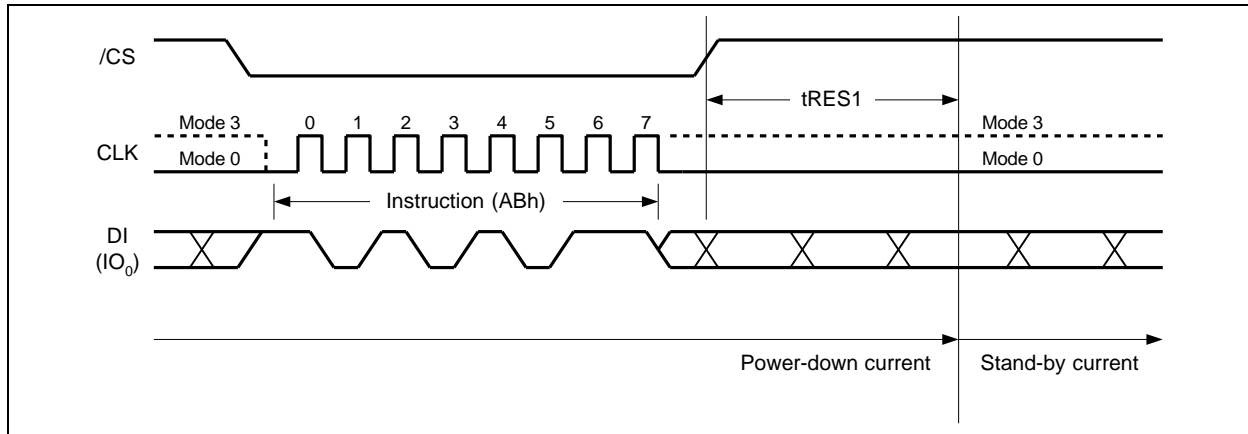 /CS
tRES1
Mode 3 0 1 2 3 4 5 6 7 Mode 3
CLK
Mode 0 Mode 0
Instruction (ABh)
DI
(IO0)
Power-down current Stand-by current